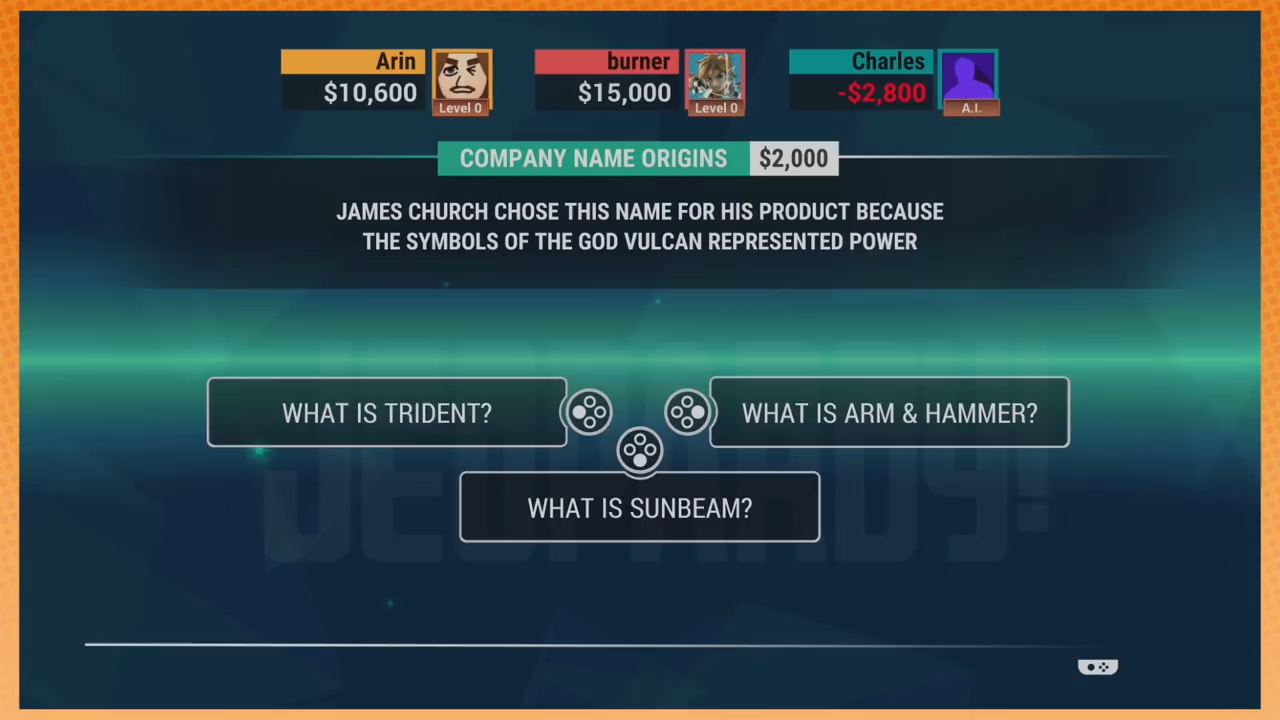 Arin
$10,600
Level 0
burner
$15,000
Level 0
Charles
-$2,800
A.I.
COMPANY NAME ORIGINS $2,000
JAMES CHURCH CHOSE THIS NAME FOR HIS PRODUCT BECAUSE
THE SYMBOLS OF THE GOD VULCAN REPRESENTED POWER
WHAT IS TRIDENT?
WHAT IS ARM & HAMMER?
WHAT IS SUNBEAM?
JEOPARDY!
JEOPARDY!